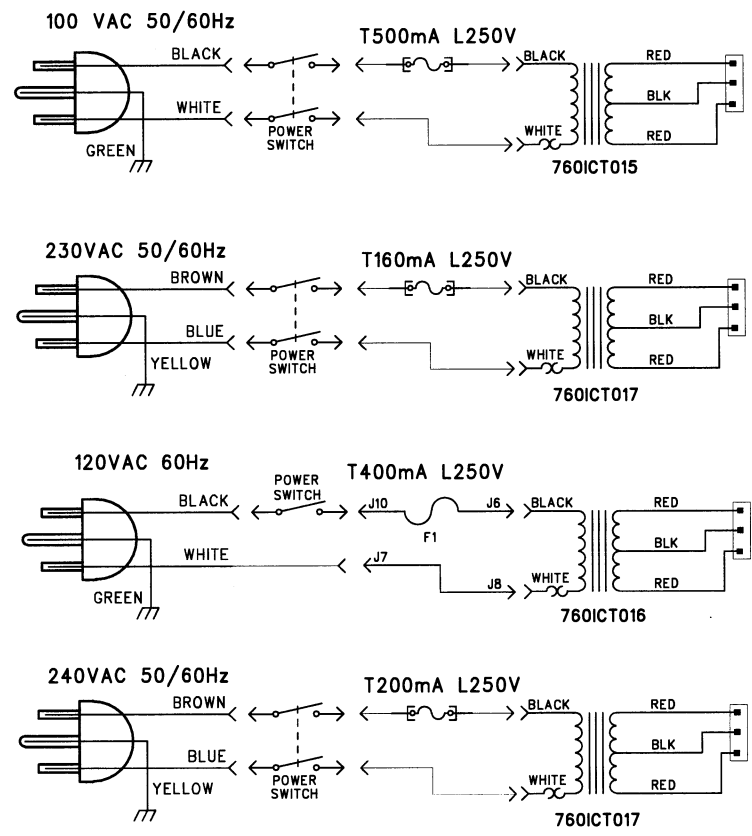 100 VAC 50/60Hz
T500mA L250V
BLACK
BLACK
RED
BLK
WHITE
WHITE
RED
POWER
SWITCH
GREEN
760ICT015
230VAC 50/60Hz
T160mA L250V
BROWN
BLACK
RED
BLK
BLUE
WHITE
RED
POWER
SWITCH
YELLOW
760ICT017
120VAC 60Hz
T400mA L250V
POWER
SWITCH
BLACK
J10
J6
BLACK
RED
F1
BLK
WHITE
J7
WHITE
J8
RED
GREEN
760ICT016
240VAC 50/60Hz
T200mA L250V
BROWN
BLACK
RED
BLK
BLUE
WHITE
RED
POWER
SWITCH
YELLOW
760ICT017